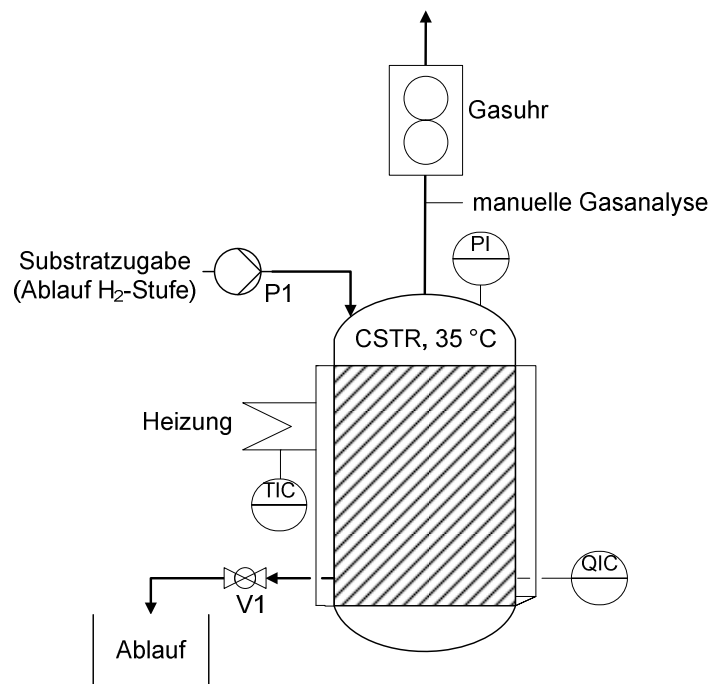 Gasuhr
manuelle Gasanalyse
PI
Substratzugabe
(Ablauf H₂-Stufe)
P1
CSTR, 35 °C
Heizung
TIC
QIC
V1
Ablauf